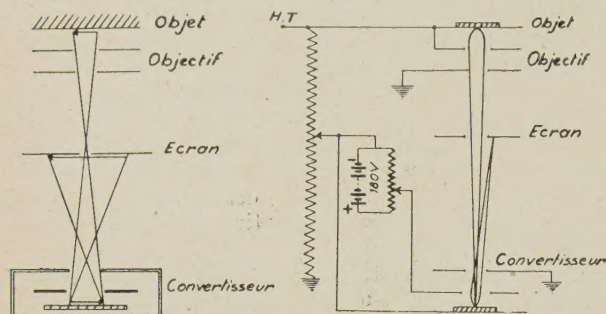 Objet
Objectif
Ecran
Convertisseur
H.T
Objet
Objectif
Ecran
180V
Convertisseur